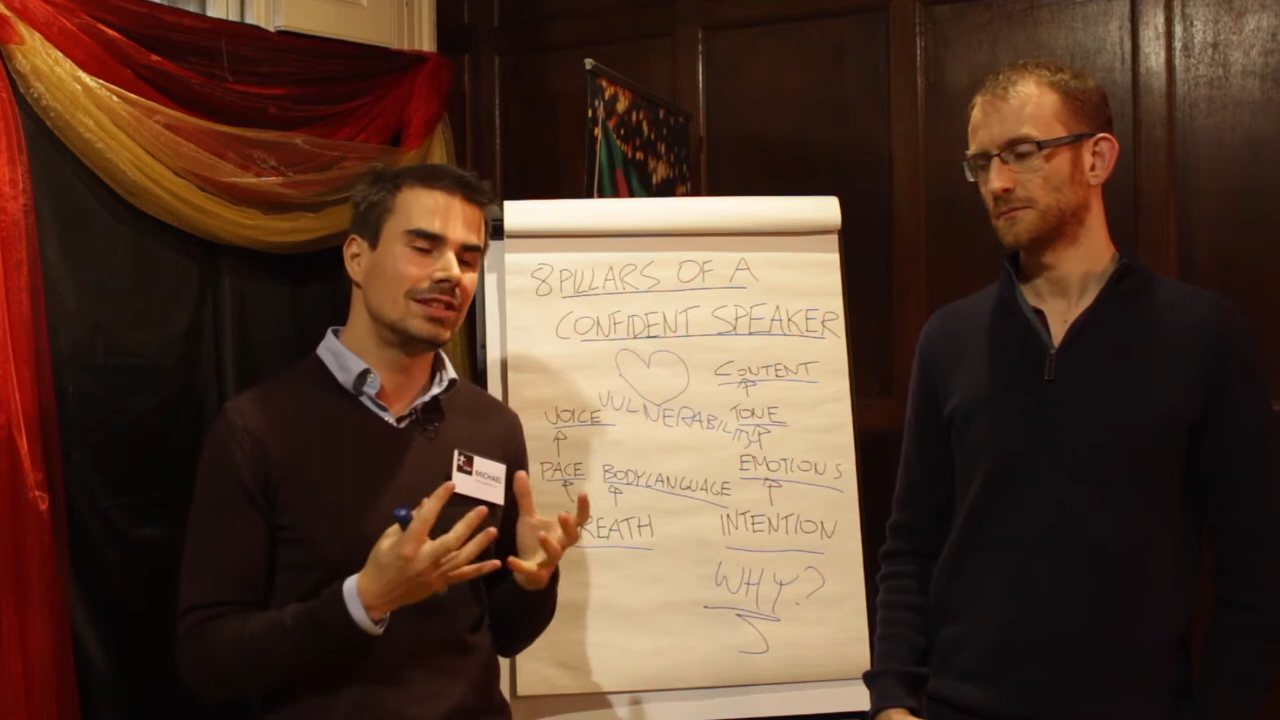 8 PILLARS OF A
CONFIDENT SPEAKER
CONTENT
VULNERABILITY
VOICE
TONE
PACE
BODYLANGUAGE
EMOTIONS
REATH
INTENTION
WHY?
MICHAEL